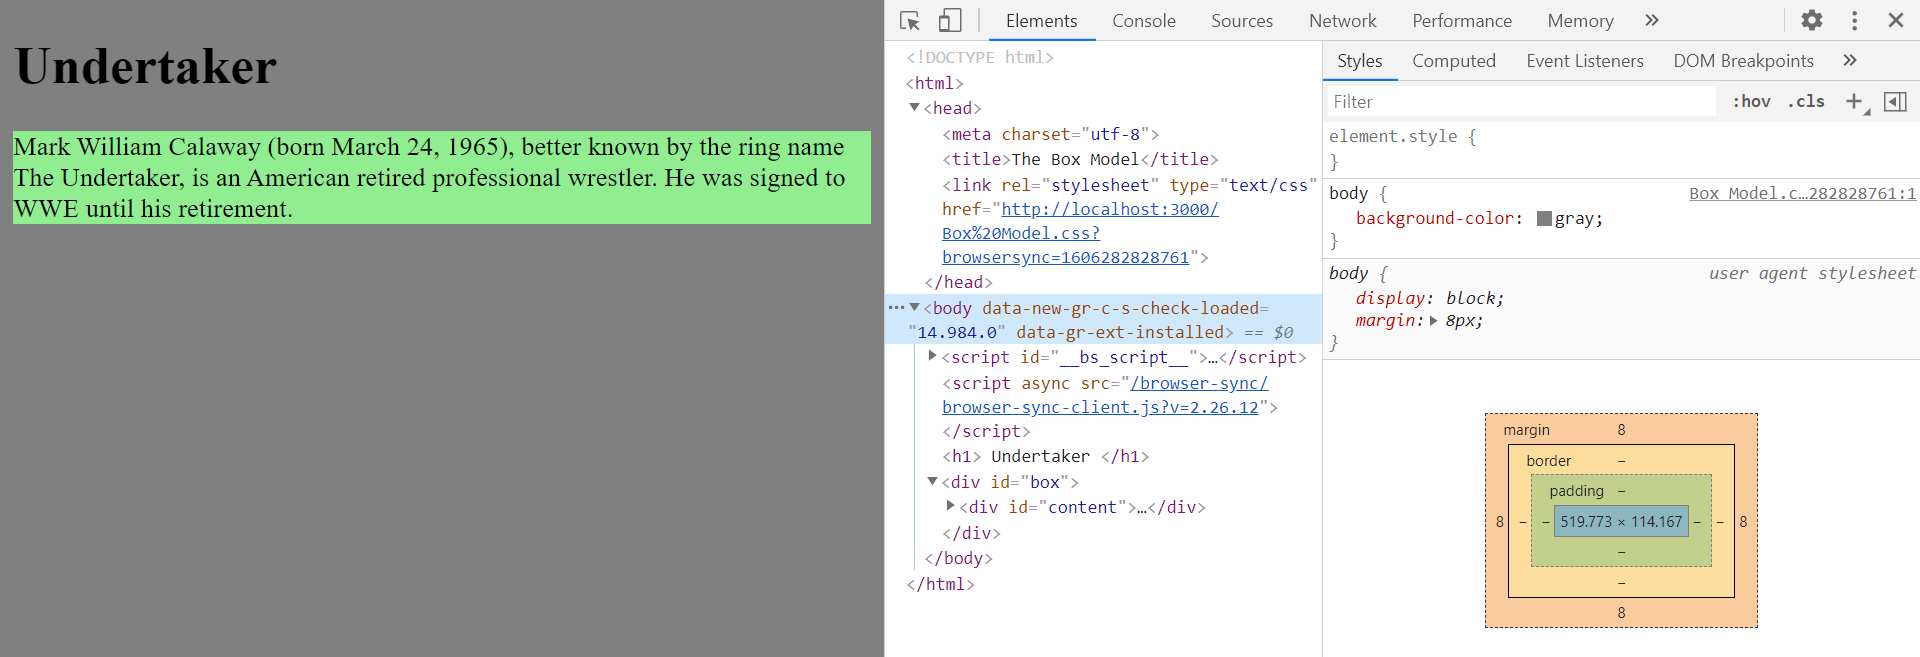 Undertaker
Mark William Calaway (born March 24, 1965), better known by the ring name
The Undertaker, is an American retired professional wrestler. He was signed to
WWE until his retirement.
Elements Console Sources Network Performance Memory »
<!DOCTYPE html>
<html>
<head>
<meta charset="utf-8">
<title>The Box Model</title>
<link rel="stylesheet" type="text/css"
href="http://localhost:3000/
Box%20Model.css?
browsersync=1606282828761">
</head>
<body data-new-gr-c-s-check-loaded=
"14.984.0" data-gr-ext-installed> == $0
<script id="__bs_script__">…</script>
<script async src="/browser-sync/
browser-sync-client.js?v=2.26.12">
</script>
<h1> Undertaker </h1>
<div id="box">
<div id="content">…</div>
</div>
</body>
</html>
Styles Computed Event Listeners DOM Breakpoints »
Filter :hov .cls +
element.style {
}
body { Box Model.c…282828761:1
background-color: gray;
}
body { user agent stylesheet
display: block;
margin: 8px;
}
margin 8
border –
padding –
8 – – 519.773 × 114.167 – – 8
–
–
8